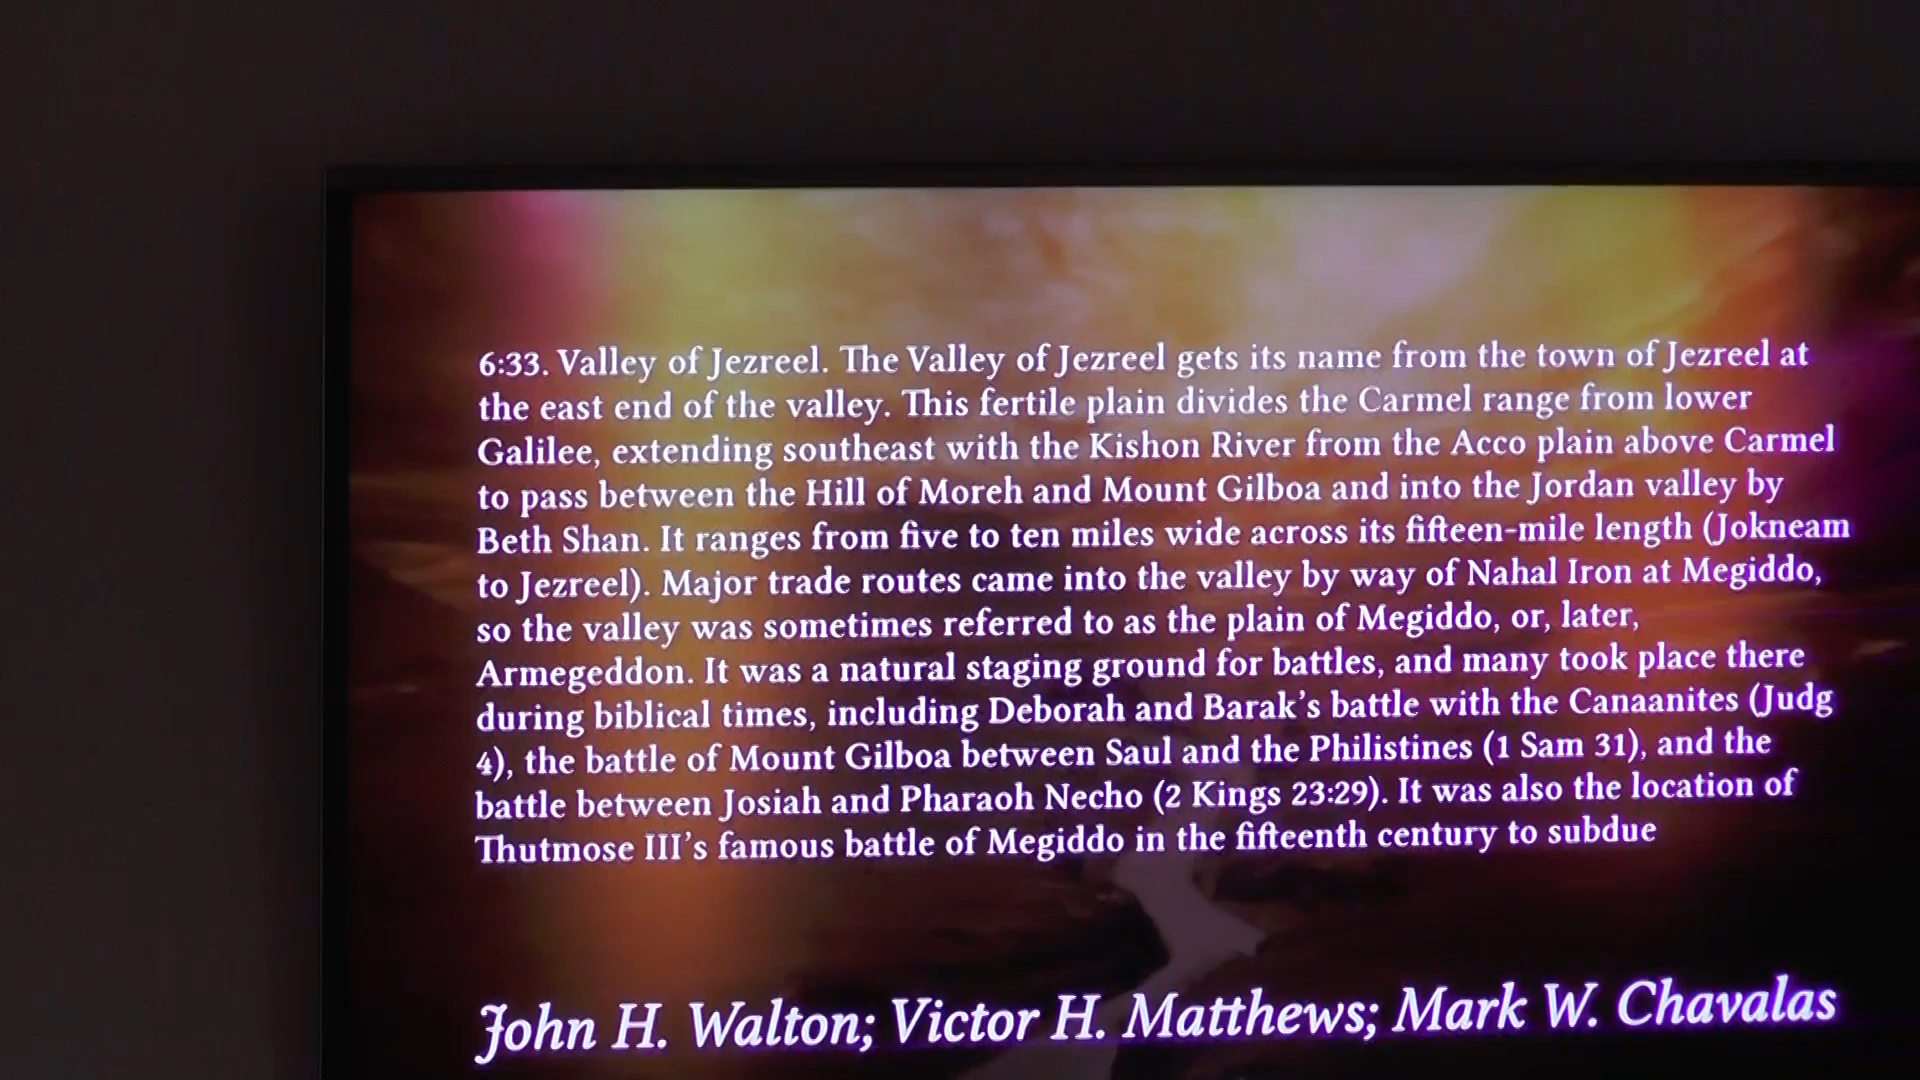 6:33. Valley of Jezreel. The Valley of Jezreel gets its name from the town of Jezreel at
the east end of the valley. This fertile plain divides the Carmel range from lower
Galilee, extending southeast with the Kishon River from the Acco plain above Carmel
to pass between the Hill of Moreh and Mount Gilboa and into the Jordan valley by
Beth Shan. It ranges from five to ten miles wide across its fifteen-mile length (Jokneam
to Jezreel). Major trade routes came into the valley by way of Nahal Iron at Megiddo,
so the valley was sometimes referred to as the plain of Megiddo, or, later,
Armegeddon. It was a natural staging ground for battles, and many took place there
during biblical times, including Deborah and Barak’s battle with the Canaanites (Judg
4), the battle of Mount Gilboa between Saul and the Philistines (1 Sam 31), and the
battle between Josiah and Pharaoh Necho (2 Kings 23:29). It was also the location of
Thutmose III’s famous battle of Megiddo in the fifteenth century to subdue
John H. Walton; Victor H. Matthews; Mark W. Chavalas